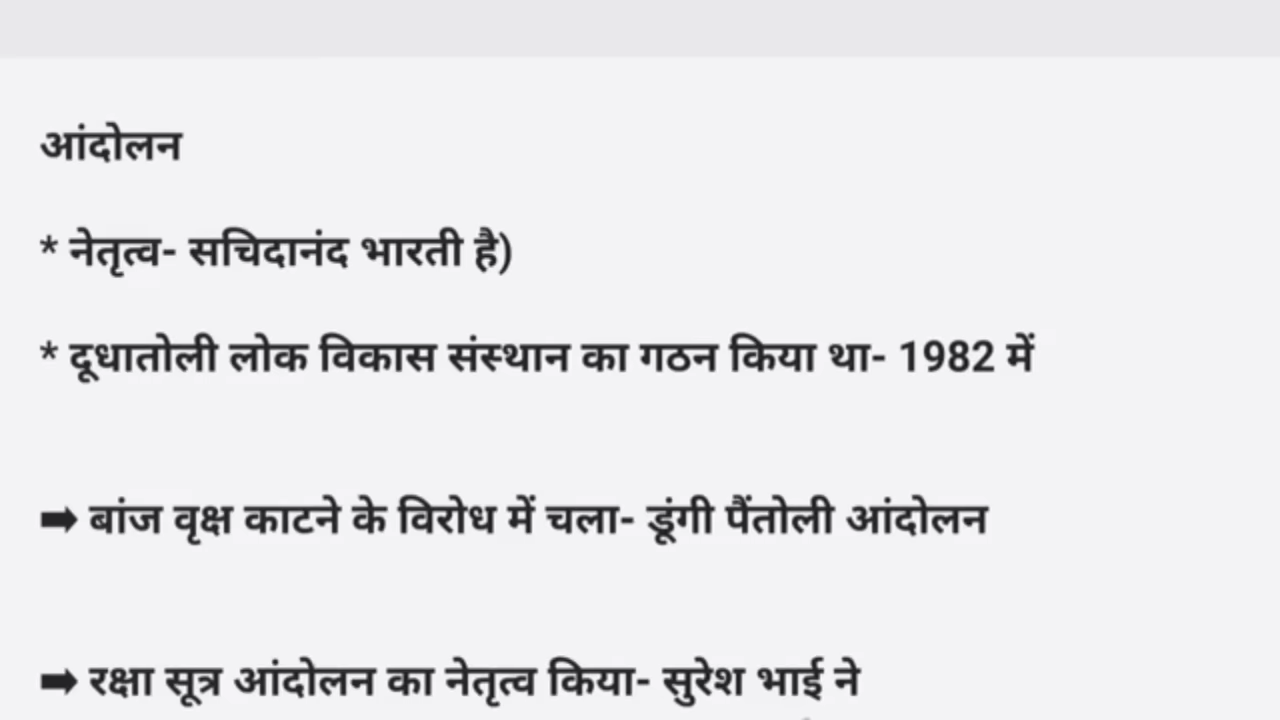 आंदोलन
* नेतृत्व- सचिदानंद भारती है)
* दूधातोली लोक विकास संस्थान का गठन किया था- 1982 में
➡ बांज वृक्ष काटने के विरोध में चला- डूंगी पैंतोली आंदोलन
➡ रक्षा सूत्र आंदोलन का नेतृत्व किया- सुरेश भाई ने